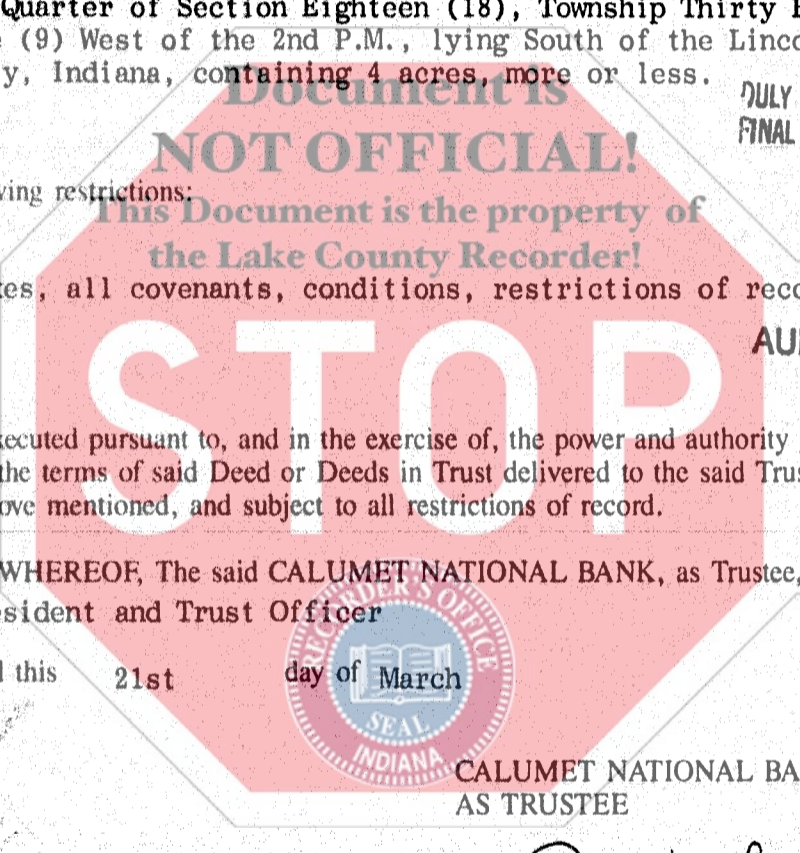 Quarter of Section Eighteen (18), Township Thirty
(9) West of the 2nd P.M., lying South of the Linco
y, Indiana, containing 4 acres, more or less.
Document is
DULY
NOT OFFICIAL!
FINAL
ving restrictions:
This Document is the property of
the Lake County Recorder!
es, all covenants, conditions, restrictions of reco
AU
STOP
ecuted pursuant to, and in the exercise of, the power and authority
the terms of said Deed or Deeds in Trust delivered to the said Trus
ove mentioned, and subject to all restrictions of record.
WHEREOF, The said CALUMET NATIONAL BANK, as Trustee,
sident and Trust Officer
RECORDER'S OFFICE
this 21st day of March
SEAL
INDIANA
CALUMET NATIONAL BA
AS TRUSTEE